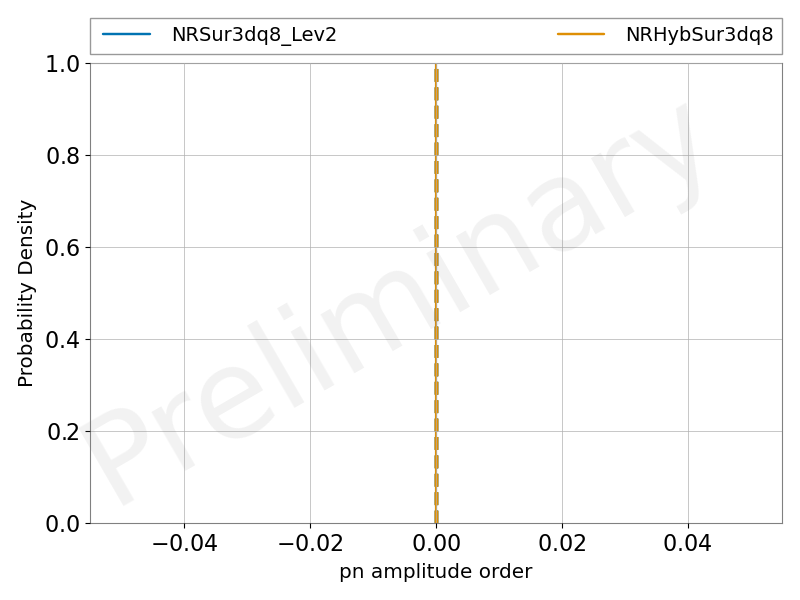 NRSur3dq8_Lev2 NRHybSur3dq8
1.0
0.8
0.6
0.4
0.2
0.0
Probability Density
Preliminary
−0.04 −0.02 0.00 0.02 0.04
pn amplitude order